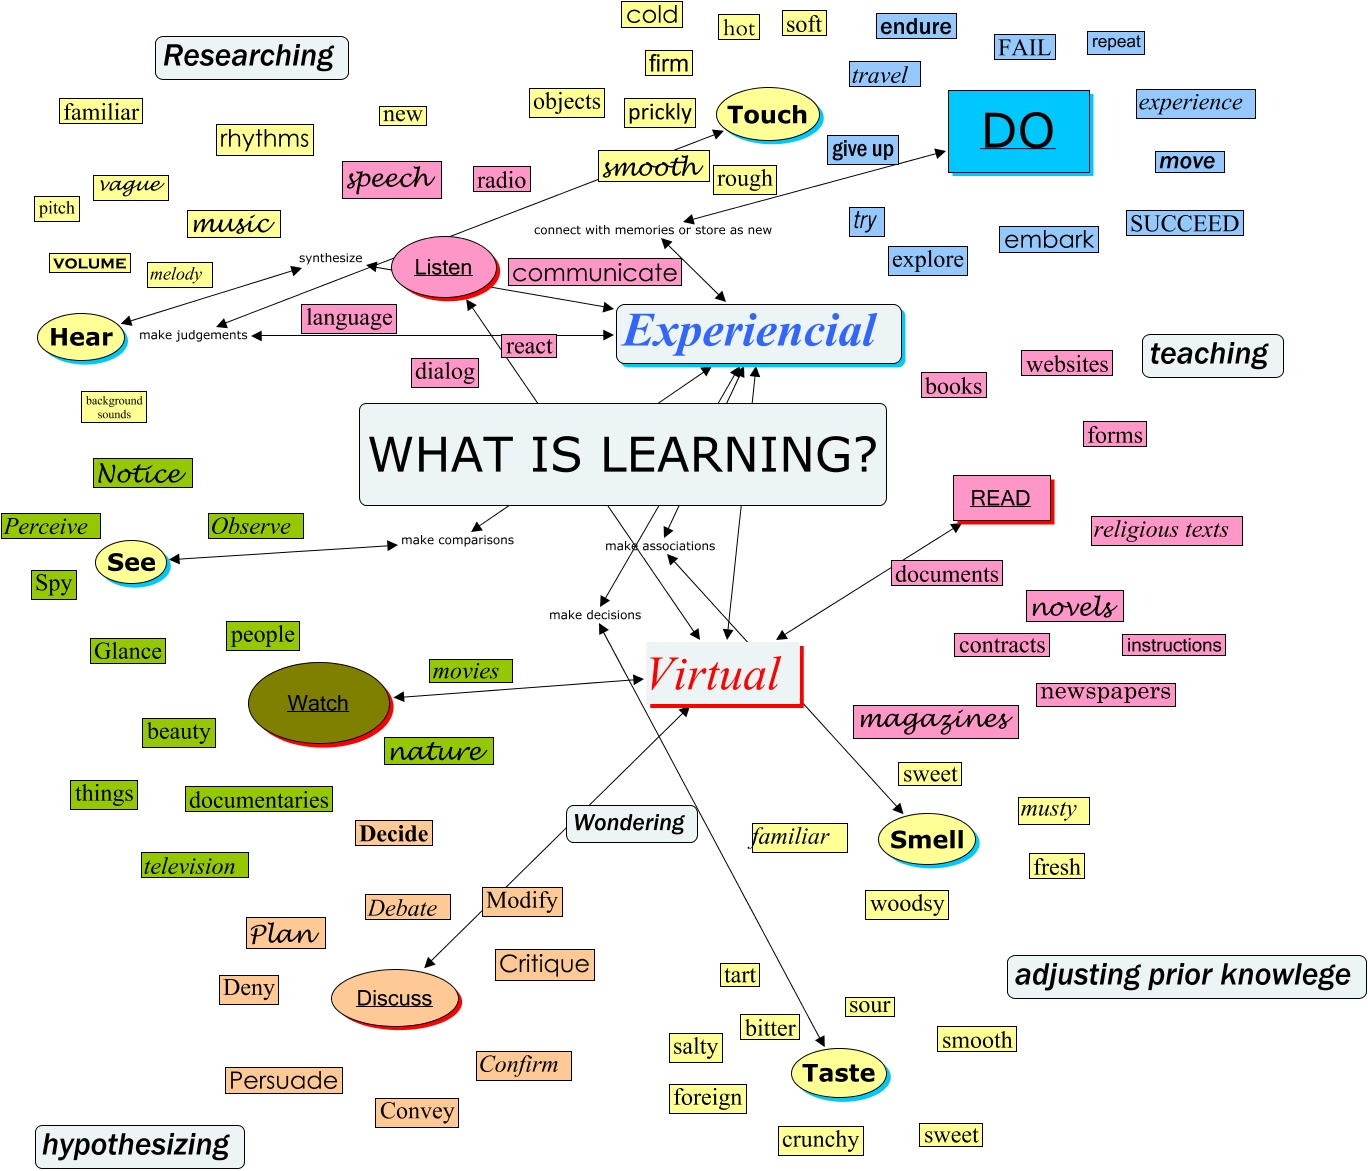 cold
hot
soft
endure
FAIL
repeat
Researching
firm
travel
familiar
new
objects
prickly
Touch
experience
rhythms
DO
give up
move
smooth
rough
speech
radio
vague
pitch
music
try
SUCCEED
connect with memories or store as new
embark
VOLUME
melody
synthesize
Listen
communicate
explore
Hear
make judgements
language
Experiencial
react
dialog
teaching
websites
books
background
sounds
forms
WHAT IS LEARNING?
Notice
READ
Perceive
Observe
make comparisons
make associations
religious texts
See
Spy
documents
make decisions
novels
people
Glance
contracts
instructions
movies
Virtual
newspapers
Watch
magazines
beauty
nature
sweet
things
documentaries
musty
Wondering
Decide
familiar
Smell
television
fresh
Debate
Modify
woodsy
Plan
Critique
tart
adjusting prior knowlege
Deny
Discuss
sour
bitter
salty
smooth
Confirm
Taste
Persuade
foreign
Convey
hypothesizing
crunchy
sweet